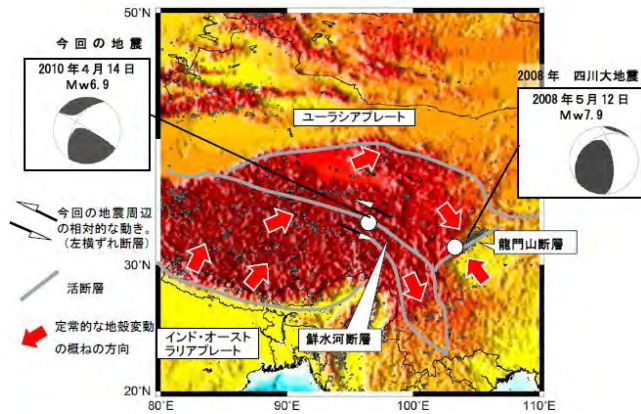 50°N
今回の地震
2010年4月14日
Mw6.9
2008年 四川大地震
2008年5月12日
Mw7.9
ユーラシアプレート
今回の地震周辺
の相対的な動き。
(左横ずれ断層)
龍門山断層
30°N
活断層
定常的な地殻変動
の概ねの方向
インド・オースト
ラリアプレート
鮮水河断層
20°N
80°E
90°E
100°E
110°E